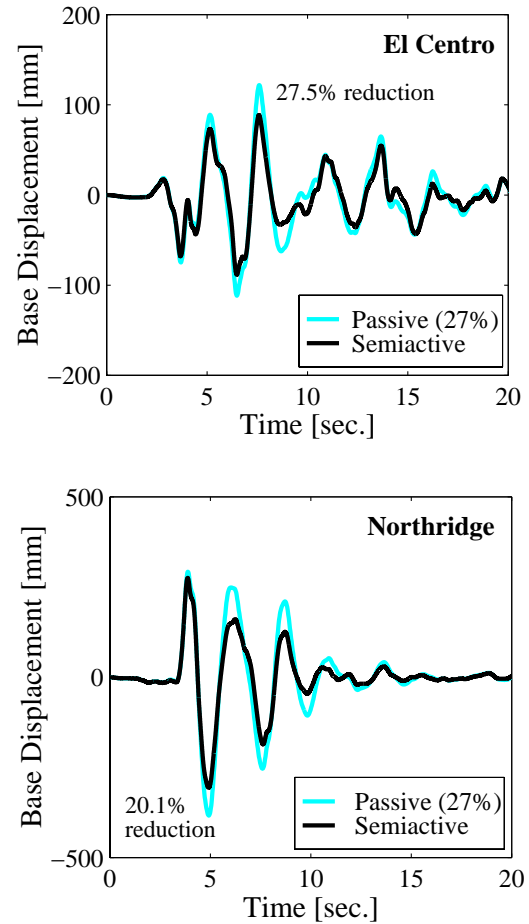 200
El Centro
27.5% reduction
100
0
−100
−200
Base Displacement [mm]
Passive (27%)
Semiactive
0 5 10 15 20
Time [sec.]
500
Northridge
0
−500
Base Displacement [mm]
20.1%
reduction
Passive (27%)
Semiactive
0 5 10 15 20
Time [sec.]